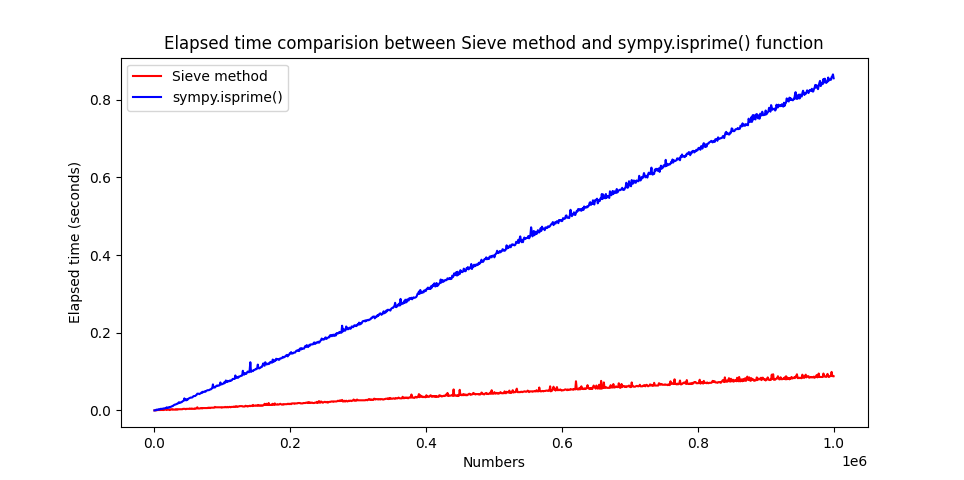 Elapsed time comparision between Sieve method and sympy.isprime() function
Sieve method
sympy.isprime()
Elapsed time (seconds)
0.8
0.6
0.4
0.2
0.0
0.0 0.2 0.4 0.6 0.8 1.0
1e6
Numbers